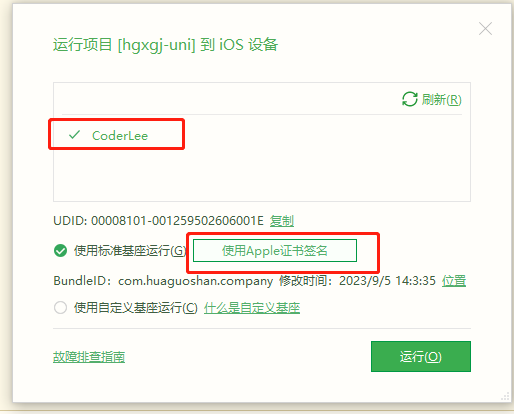 运行项目 [hgxgj-uni] 到 iOS 设备
刷新(R)
CoderLee
UDID: 00008101-001259502606001E 复制
使用标准基座运行(G) 使用Apple证书签名
BundleID：com.huaguoshan.company 修改时间：2023/9/5 14:3:35 位置
使用自定义基座运行(C) 什么是自定义基座
故障排查指南 运行(O)